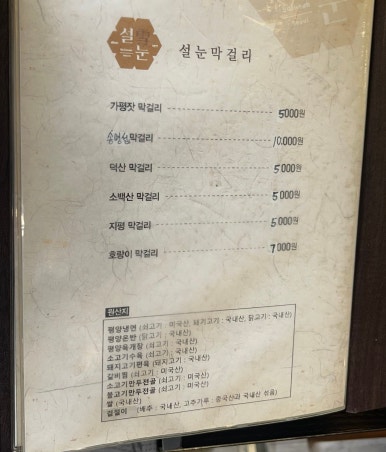 설눈
설눈막걸리
가평잣 막걸리 5000원
송명섭막걸리 10,000원
덕산 막걸리 5000원
소백산 막걸리 5000원
지평 막걸리 5000원
호랑이 막걸리 7000원
원산지
평양냉면 (쇠고기 : 미국산, 돼지고기 : 국내산, 닭고기 : 국내산)
평양온반 (닭고기 : 국내산)
평양육개장 (쇠고기 : 국내산)
소고기수육 (쇠고기 : 국내산)
돼지고기편육 (돼지고기 : 국내산)
갈비찜 (쇠고기 : 미국산)
소고기만두전골 (쇠고기 : 미국산)
불고기만두전골 (쇠고기 : 미국산)
쌀 (국내산)
겉절이 (배추 : 국내산, 고추가루 : 중국산과 국내산 섞음)